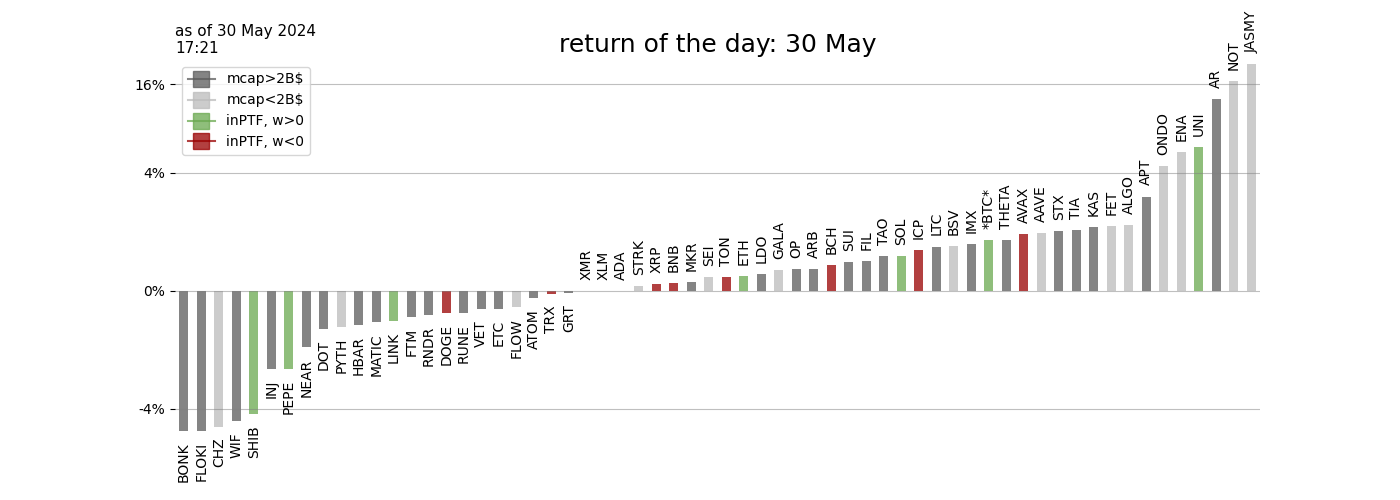 as of 30 May 2024
17:21
return of the day: 30 May
mcap>2B$
mcap<2B$
inPTF, w>0
inPTF, w<0
16%
4%
0%
-4%
BONK
FLOKI
CHZ
WIF
SHIB
INJ
PEPE
NEAR
DOT
PYTH
HBAR
MATIC
LINK
FTM
RNDR
DOGE
RUNE
VET
ETC
FLOW
ATOM
TRX
GRT
XMR
XLM
ADA
STRK
XRP
BNB
MKR
SEI
TON
ETH
LDO
GALA
OP
ARB
BCH
SUI
FIL
TAO
SOL
ICP
LTC
BSV
IMX
*BTC*
THETA
AVAX
AAVE
STX
TIA
KAS
FET
ALGO
APT
ONDO
ENA
UNI
AR
NOT
JASMY